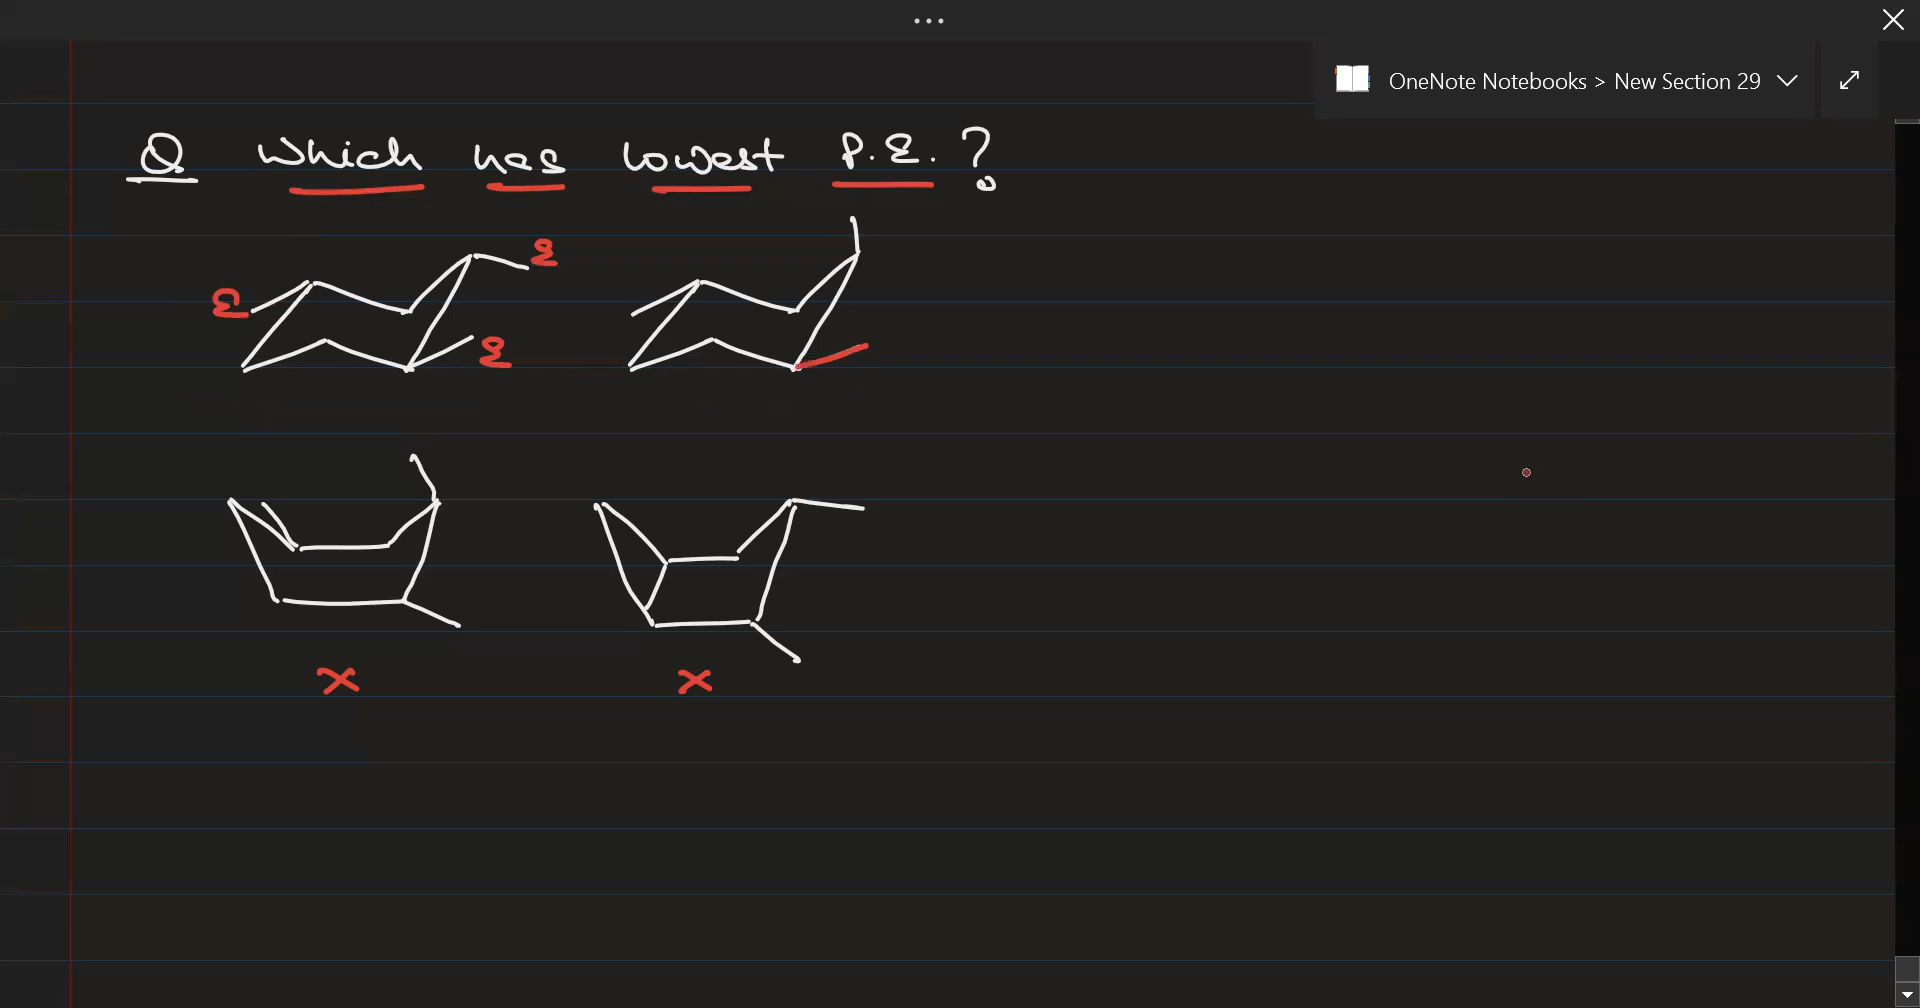 OneNote Notebooks > New Section 29
Q Which has lowest P.E. ?
E
E
E
X X